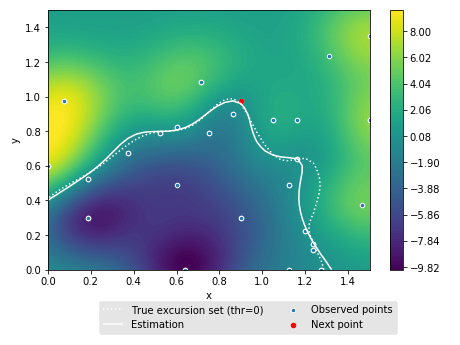 1.4
1.2
1.0
0.8
0.6
0.4
0.2
0.0
y
0.0 0.2 0.4 0.6 0.8 1.0 1.2 1.4
x
8.00
6.02
4.04
2.06
0.08
−1.90
−3.88
−5.86
−7.84
−9.82
True excursion set (thr=0)
Estimation
Observed points
Next point